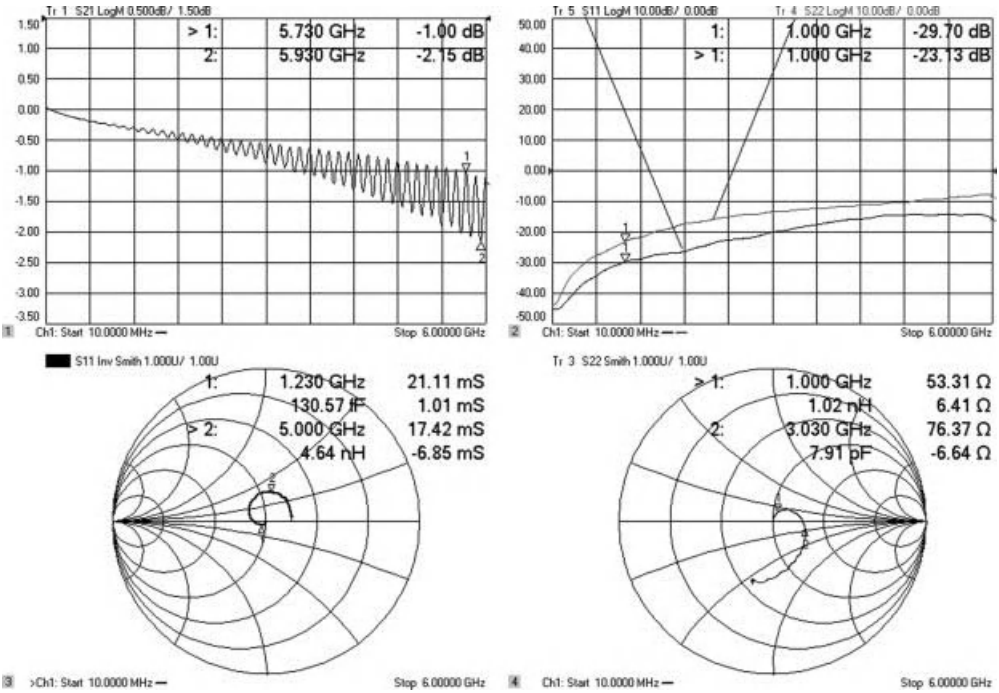 Tr 1 S21 LogM 0.500dB/ 1.50dB
1.50
1.00
0.50
0.00
-0.50
-1.00
-1.50
-2.00
-2.50
-3.00
-3.50
> 1: 5.730 GHz -1.00 dB
2: 5.930 GHz -2.15 dB
1
2
1 Ch1: Start 10.0000 MHz Stop 6.00000 GHz
Tr 5 S11 LogM 10.00dB/ 0.00dB Tr 4 S22 LogM 10.00dB/ 0.00dB
50.00
40.00
30.00
20.00
10.00
0.00
-10.00
-20.00
-30.00
-40.00
-50.00
1: 1.000 GHz -29.70 dB
> 1: 1.000 GHz -23.13 dB
1
1
2 Ch1: Start 10.0000 MHz Stop 6.00000 GHz
S11 Inv Smith 1.000U/ 1.00U
1: 1.230 GHz 21.11 mS
130.57 fF 1.01 mS
> 2: 5.000 GHz 17.42 mS
4.64 nH -6.85 mS
2
3 >Ch1: Start 10.0000 MHz Stop 6.00000 GHz
Tr 3 S22 Smith 1.000U/ 1.00U
> 1: 1.000 GHz 53.31 Ω
1.02 nH 6.41 Ω
2: 3.030 GHz 76.37 Ω
7.91 pF -6.64 Ω
4 Ch1: Start 10.0000 MHz Stop 6.00000 GHz